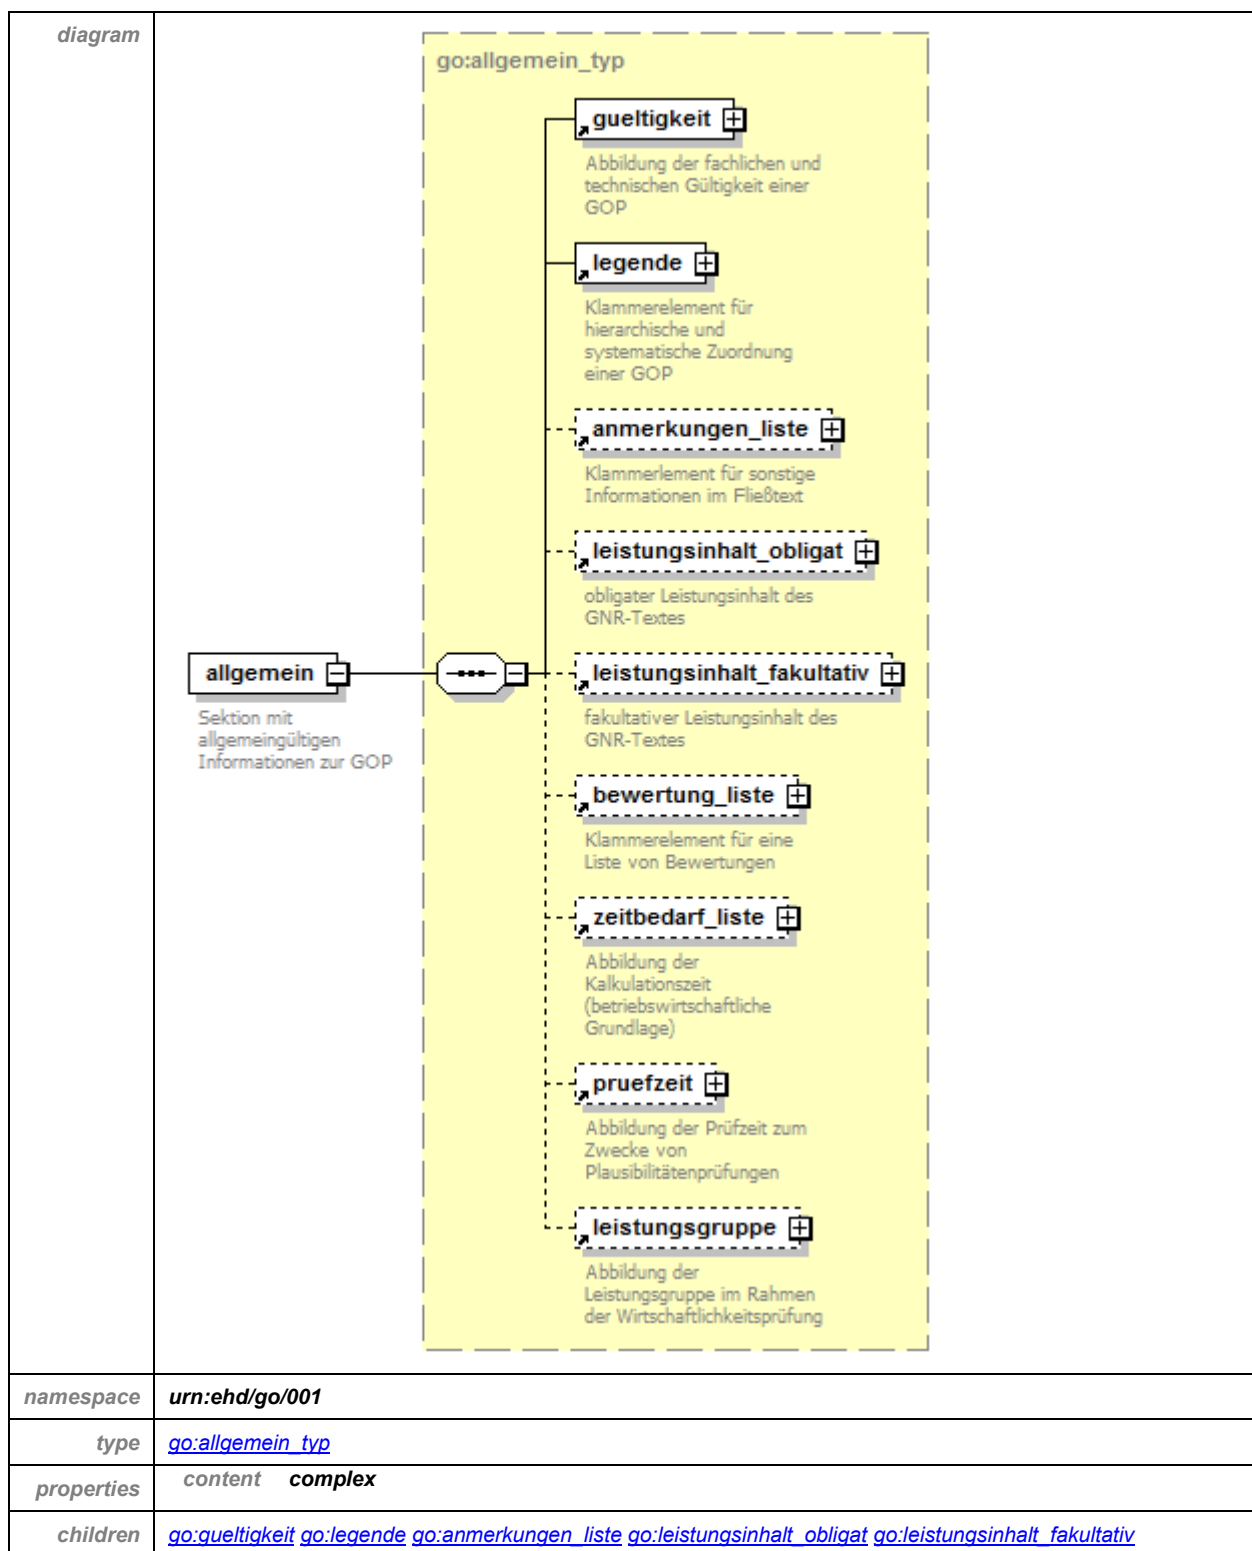 diagram
go:allgemein_typ
gueltigkeit
Abbildung der fachlichen und
technischen Gültigkeit einer
GOP
legende
Klammerelement für
hierarchische und
systematische Zuordnung
einer GOP
anmerkungen_liste
Klammerlement für sonstige
Informationen im Fließtext
leistungsinhalt_obligat
obligater Leistungsinhalt des
GNR-Textes
allgemein
Sektion mit
allgemeingültigen
Informationen zur GOP
leistungsinhalt_fakultativ
fakultativer Leistungsinhalt des
GNR-Textes
bewertung_liste
Klammerelement für eine
Liste von Bewertungen
zeitbedarf_liste
Abbildung der
Kalkulationszeit
(betriebswirtschaftliche
Grundlage)
pruefzeit
Abbildung der Prüfzeit zum
Zwecke von
Plausibilitätenprüfungen
leistungsgruppe
Abbildung der
Leistungsgruppe im Rahmen
der Wirtschaftlichkeitsprüfung
namespace urn:ehd/go/001
type go:allgemein_typ
properties content complex
children go:gueltigkeit go:legende go:anmerkungen_liste go:leistungsinhalt_obligat go:leistungsinhalt_fakultativ